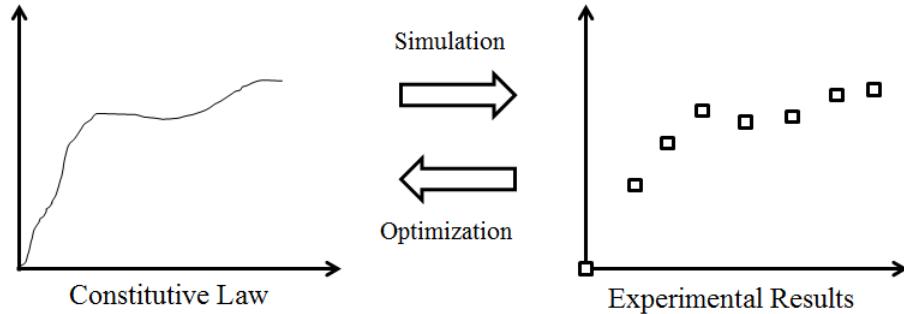 Simulation
Optimization
Constitutive Law
Experimental Results